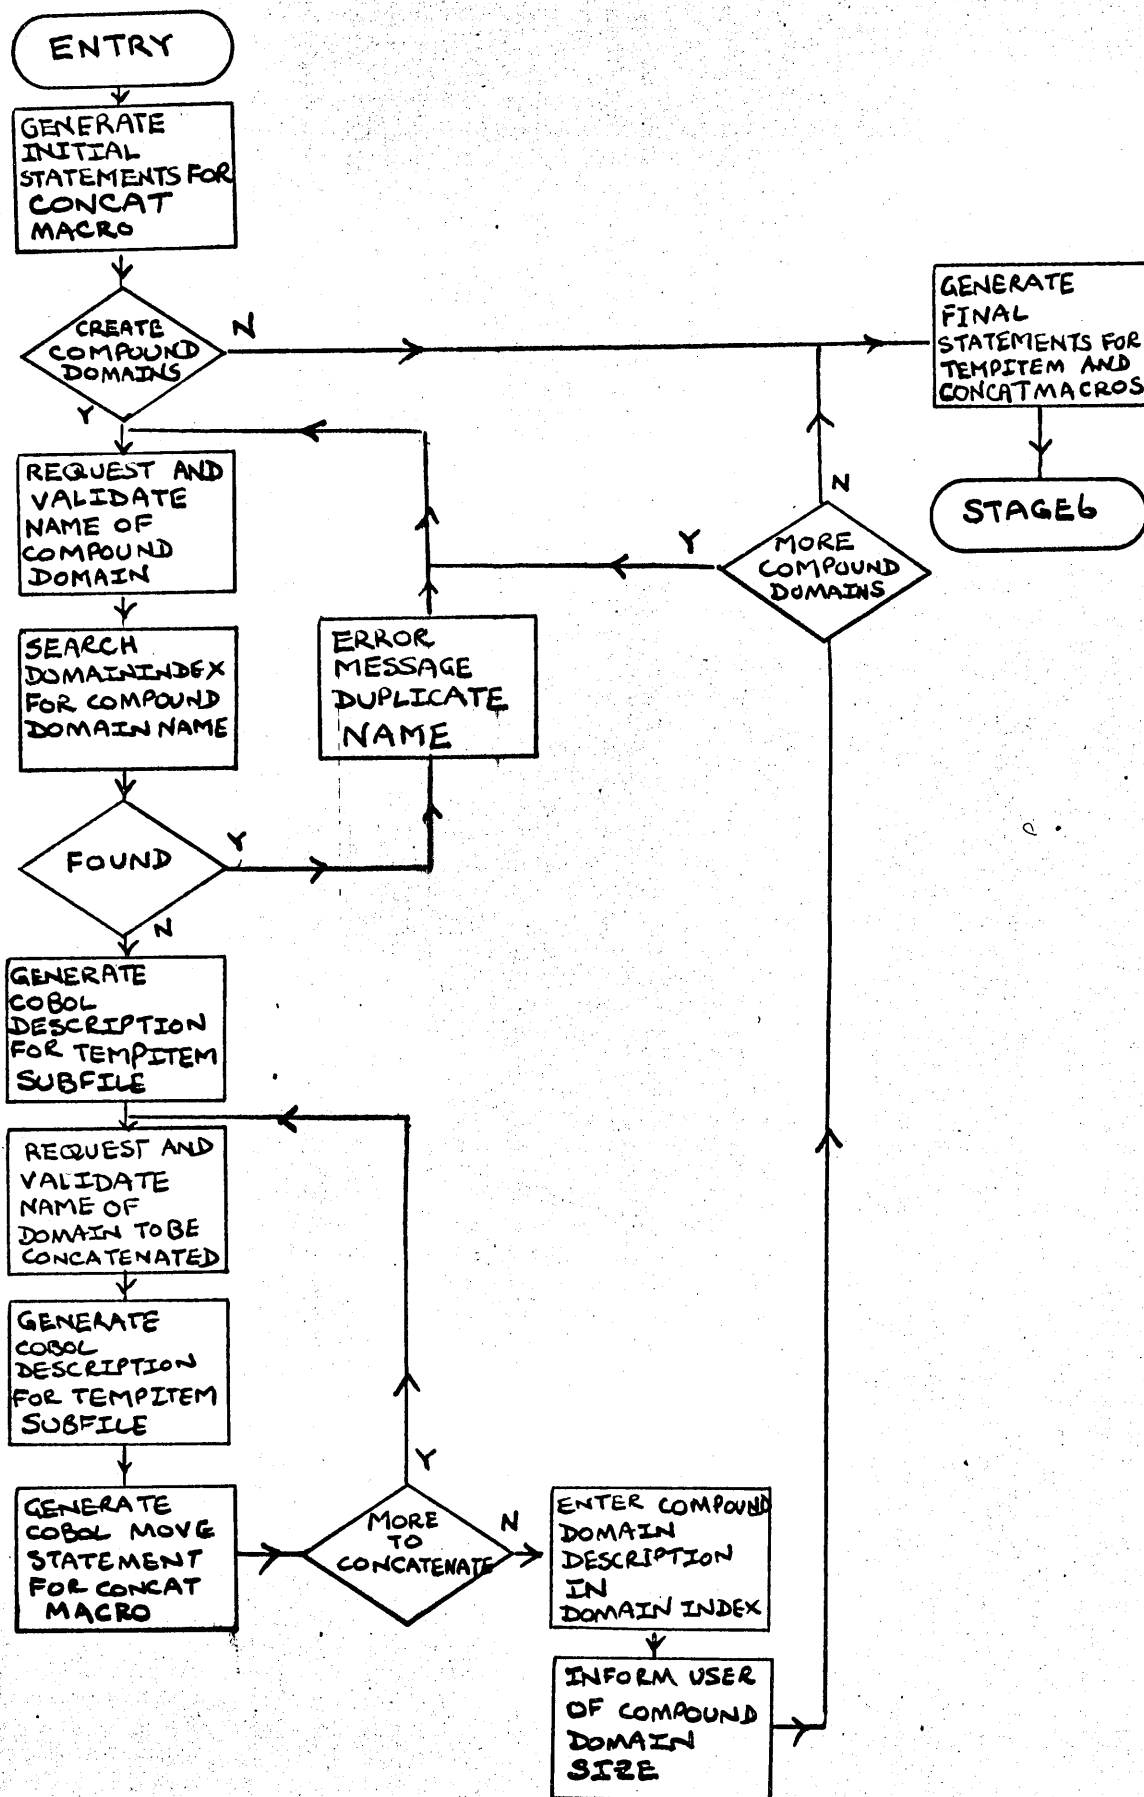 ENTRY
GENERATE
INITIAL
STATEMENTS FOR
CONCAT
MACRO
CREATE
COMPOUND
DOMAINS
N
Y
REQUEST AND
VALIDATE
NAME OF
COMPOUND
DOMAIN
SEARCH
DOMAININDEX
FOR COMPOUND
DOMAIN NAME
FOUND
Y
N
ERROR
MESSAGE
DUPLICATE
NAME
GENERATE
COBOL
DESCRIPTION
FOR TEMPITEM
SUBFILE
REQUEST AND
VALIDATE
NAME OF
DOMAIN TO BE
CONCATENATED
GENERATE
COBOL
DESCRIPTION
FOR TEMPITEM
SUBFILE
GENERATE
COBOL MOVE
STATEMENT
FOR CONCAT
MACRO
MORE
TO
CONCATENATE
Y
N
ENTER COMPOUND
DOMAIN
DESCRIPTION
IN
DOMAIN INDEX
INFORM USER
OF COMPOUND
DOMAIN
SIZE
MORE
COMPOUND
DOMAINS
Y
N
GENERATE
FINAL
STATEMENTS FOR
TEMPITEM AND
CONCAT MACROS
STAGE6